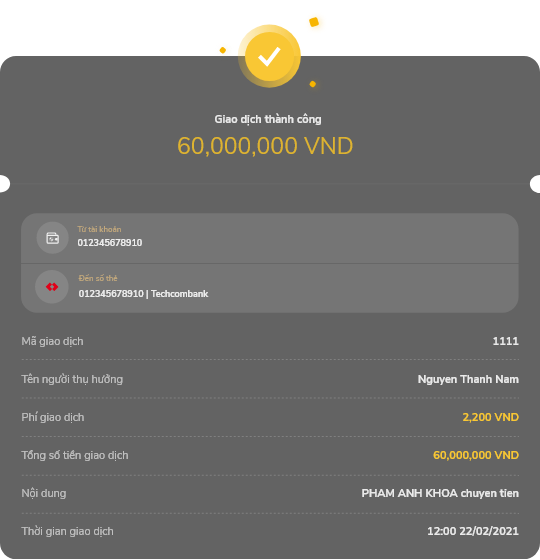 Giao dịch thành công
60,000,000 VND
Từ tài khoản
012345678910
Đến số thẻ
012345678910 | Techcombank
Mã giao dịch 1111
Tên người thụ hưởng Nguyen Thanh Nam
Phí giao dịch 2,200 VND
Tổng số tiền giao dịch 60,000,000 VND
Nội dung PHAM ANH KHOA chuyen tien
Thời gian giao dịch 12:00 22/02/2021